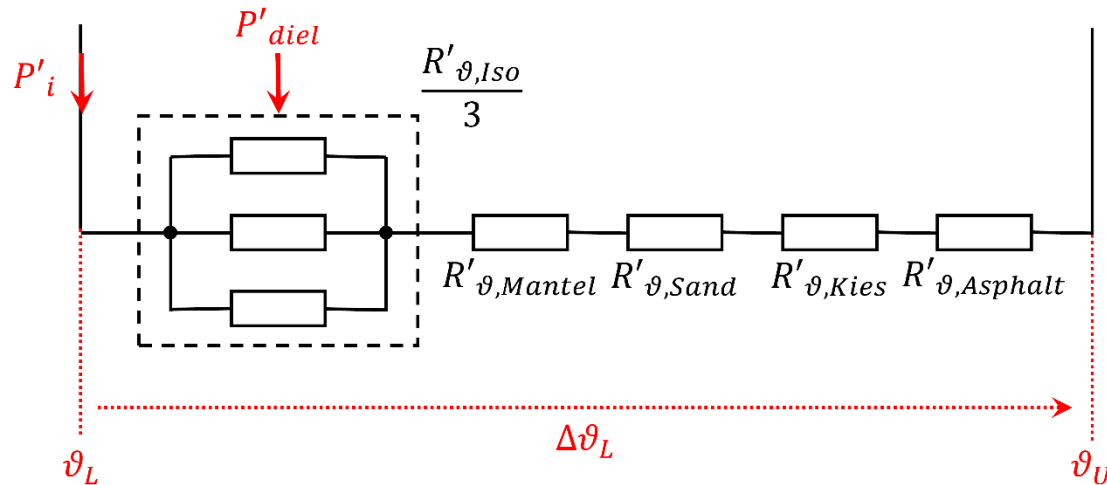 P'diel
P'i
R'ϑ,Iso
3
R'ϑ,Mantel
R'ϑ,Sand
R'ϑ,Kies
R'ϑ,Asphalt
ΔϑL
ϑL
ϑU